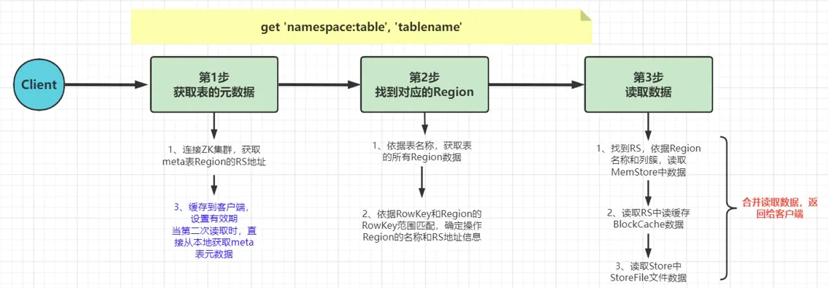 get 'namespace:table', 'tablename'
Client
第1步
获取表的元数据
第2步
找到对应的Region
第3步
读取数据
1、连接ZK集群，获取
meta表Region的RS地址
3、缓存到客户端，
设置有效期
当第二次读取时，直
接从本地获取meta
表元数据
1、依据表名称，获取表
的所有Region数据
2、依据RowKey和Region的
RowKey范围匹配，确定操作
Region的名称和RS地址信息
1、找到RS，依据Region
名称和列簇，读取
MemStore中数据
2、读取RS中读缓存
BlockCache数据
3、读取Store中
StoreFile文件数据
合并读取数据，返
回给客户端